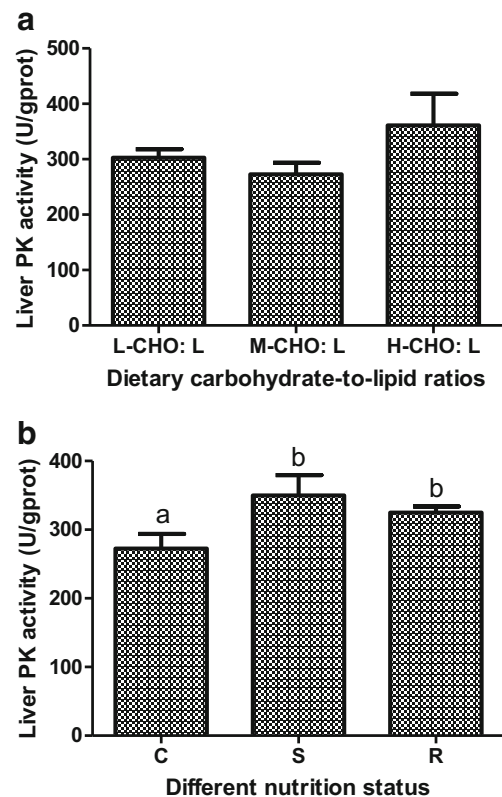 a
Liver PK activity (U/gprot)
500
400
300
200
100
0
L-CHO: L M-CHO: L H-CHO: L
Dietary carbohydrate-to-lipid ratios
b
Liver PK activity (U/gprot)
400
300
200
100
0
a b b
C S R
Different nutrition status